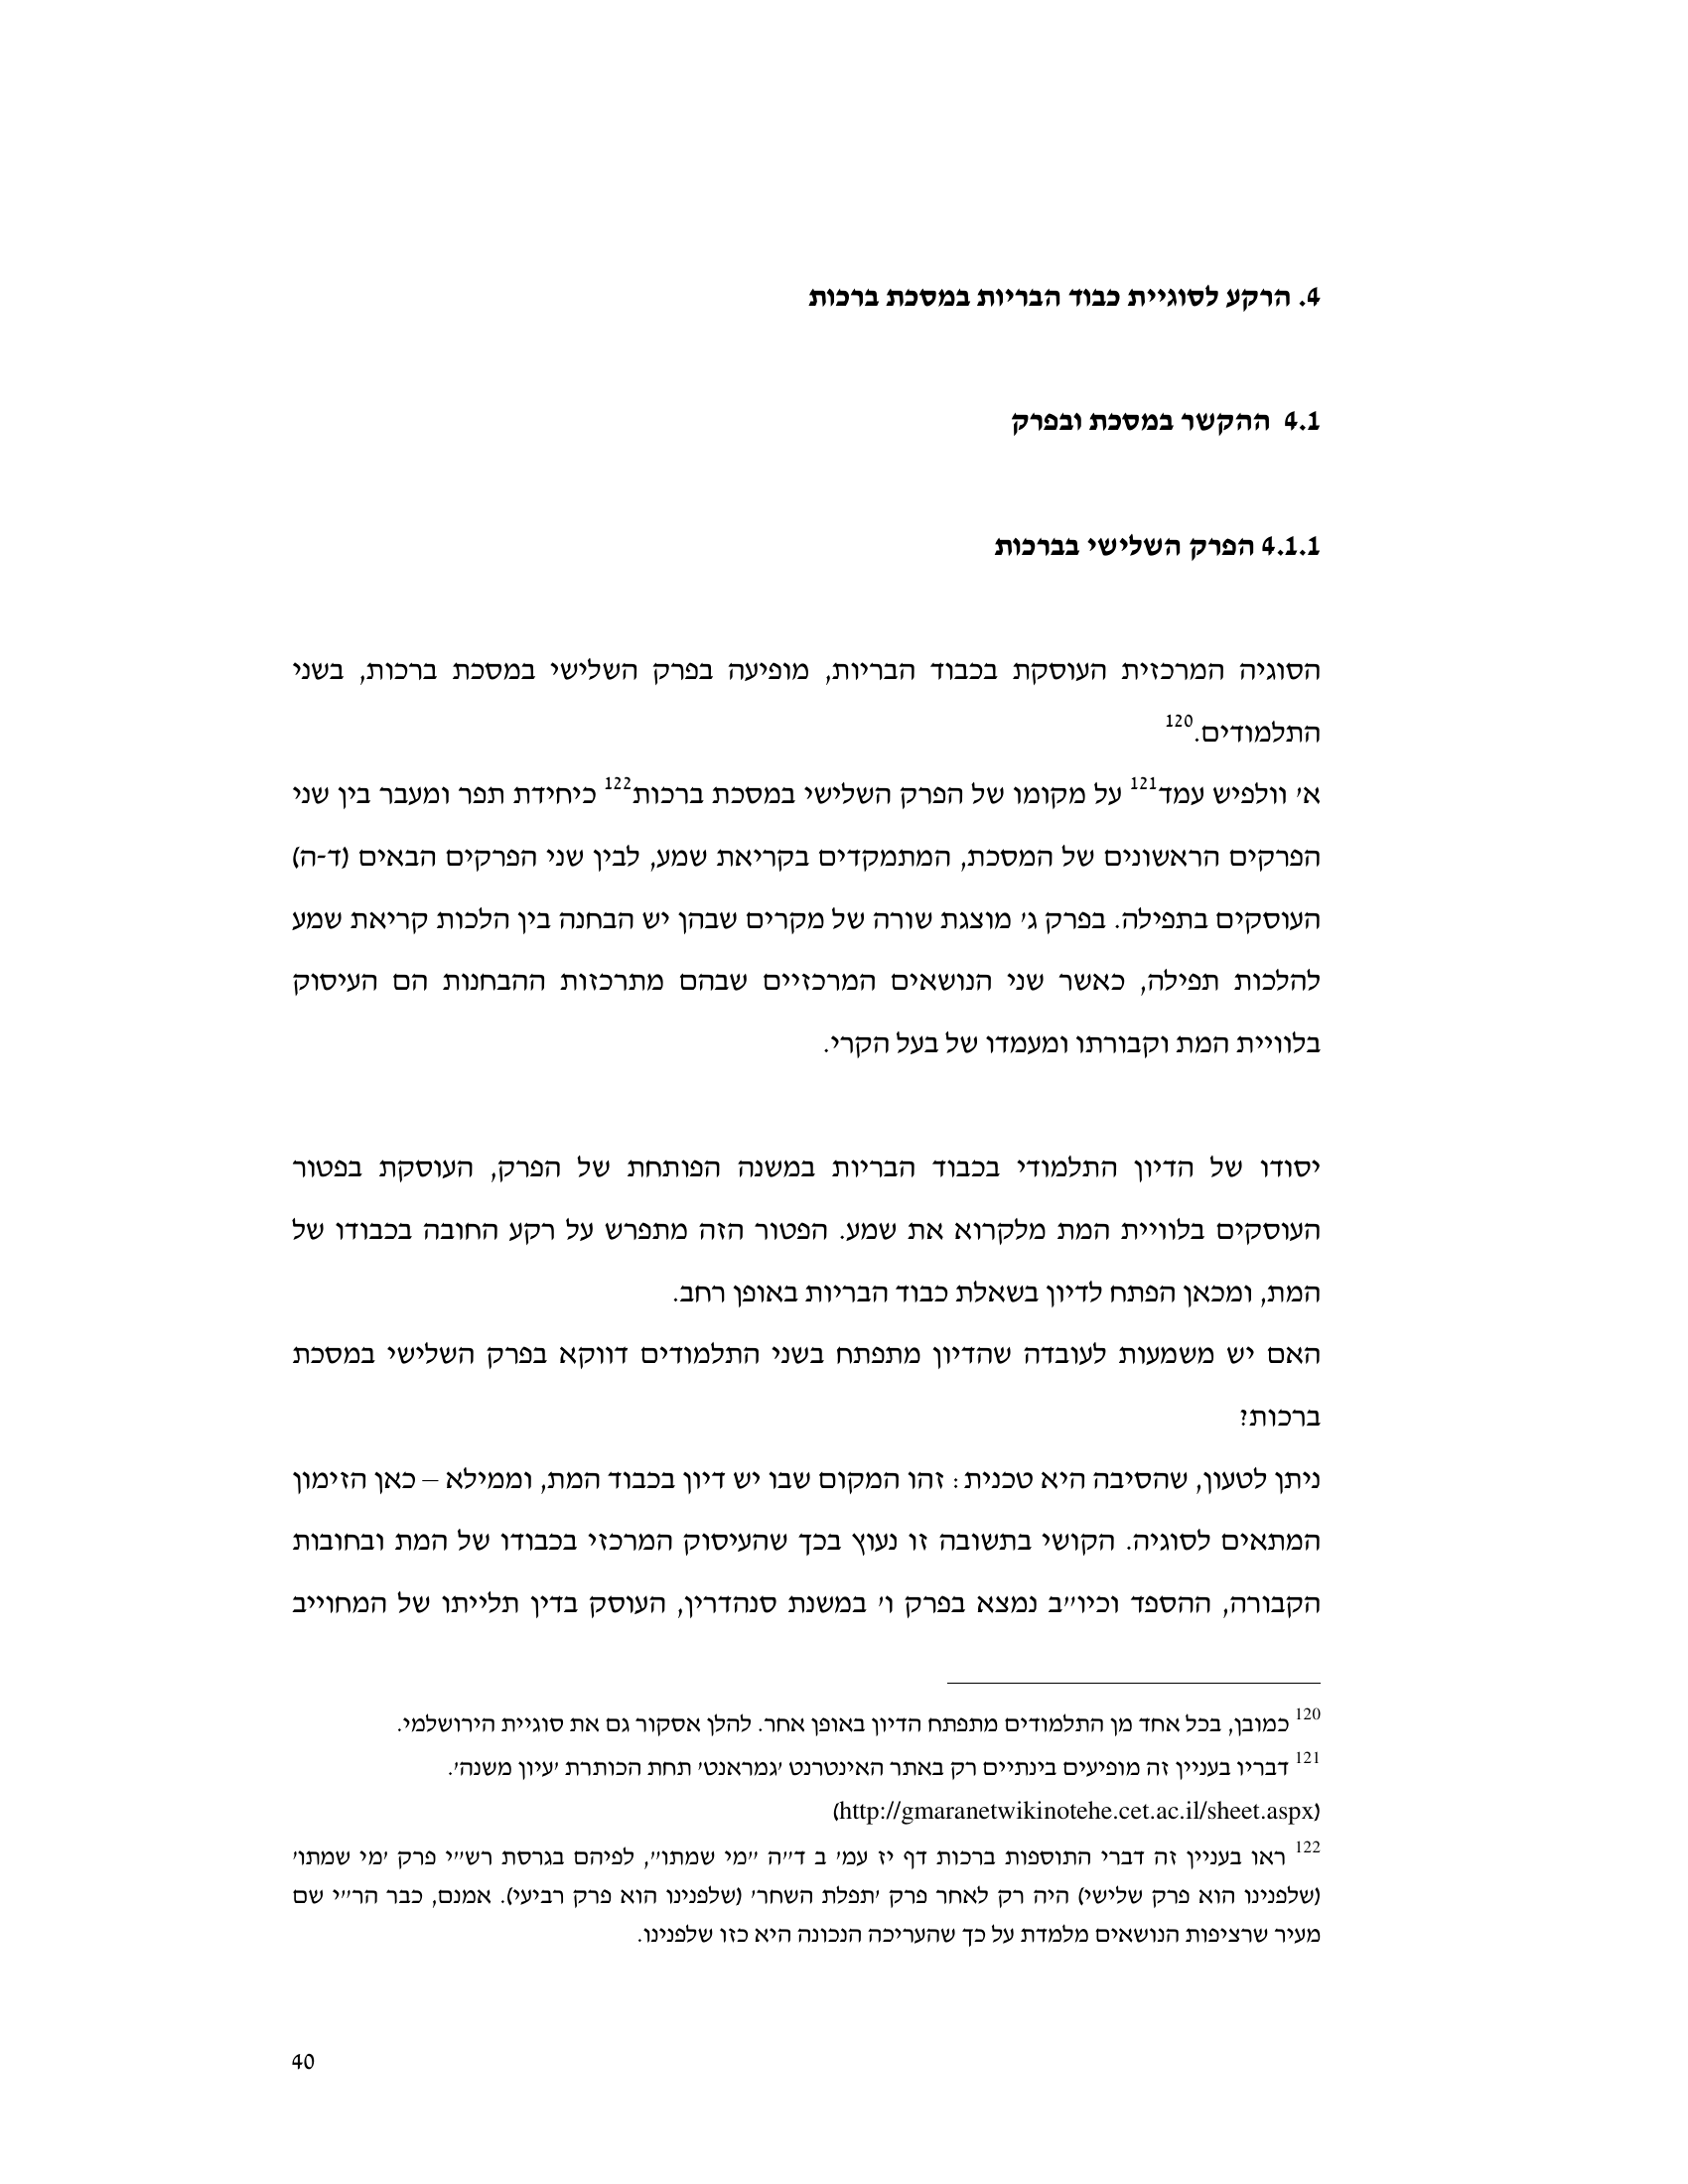 4. הרקע לסוגיית כבוד הבריות במסכת ברכות
4.1 ההקשר במסכת ובפרק
4.1.1 הפרק השלישי בברכות
הסוגיה המרכזית העוסקת בכבוד הבריות, מופיעה בפרק השלישי במסכת ברכות, בשני
התלמודים.120
א' וולפיש עמד121 על מקומו של הפרק השלישי במסכת ברכות122 כיחידת תפר ומעבר בין שני
הפרקים הראשונים של המסכת, המתמקדים בקריאת שמע, לבין שני הפרקים הבאים (ד-ה)
העוסקים בתפילה. בפרק ג' מוצגת שורה של מקרים שבהן יש הבחנה בין הלכות קריאת שמע
להלכות תפילה, כאשר שני הנושאים המרכזיים שבהם מתרכזות ההבחנות הם העיסוק
בלוויית המת וקבורתו ומעמדו של בעל הקרי.
יסודו של הדיון התלמודי בכבוד הבריות במשנה הפותחת של הפרק, העוסקת בפטור
העוסקים בלוויית המת מלקרוא את שמע. הפטור הזה מתפרש על רקע החובה בכבודו של
המת, ומכאן הפתח לדיון בשאלת כבוד הבריות באופן רחב.
האם יש משמעות לעובדה שהדיון מתפתח בשני התלמודים דווקא בפרק השלישי במסכת
ברכות?
ניתן לטעון, שהסיבה היא טכנית: זהו המקום שבו יש דיון בכבוד המת, וממילא – כאן הזימון
המתאים לסוגיה. הקושי בתשובה זו נעוץ בכך שהעיסוק המרכזי בכבודו של המת ובחובות
הקבורה, ההספד וכיו"ב נמצא בפרק ו' במשנת סנהדרין, העוסק בדין תלייתו של המחוייב
120 כמובן, בכל אחד מן התלמודים מתפתח הדיון באופן אחר. להלן אסקור גם את סוגיית הירושלמי.
121 דבריו בעניין זה מופיעים בינתיים רק באתר האינטרנט 'גמראנט' תחת הכותרת 'עיון משנה'.
(http://gmaranetwikinotehe.cet.ac.il/sheet.aspx)
122 ראו בעניין זה דברי התוספות ברכות דף יז עמ' ב ד"ה "מי שמתו", לפיהם בגרסת רש"י פרק 'מי שמתו'
(שלפנינו הוא פרק שלישי) היה רק לאחר פרק 'תפלת השחר' (שלפנינו הוא פרק רביעי). אמנם, כבר הר"י שם
מעיר שרציפות הנושאים מלמדת על כך שהעריכה הנכונה היא כזו שלפנינו.
40